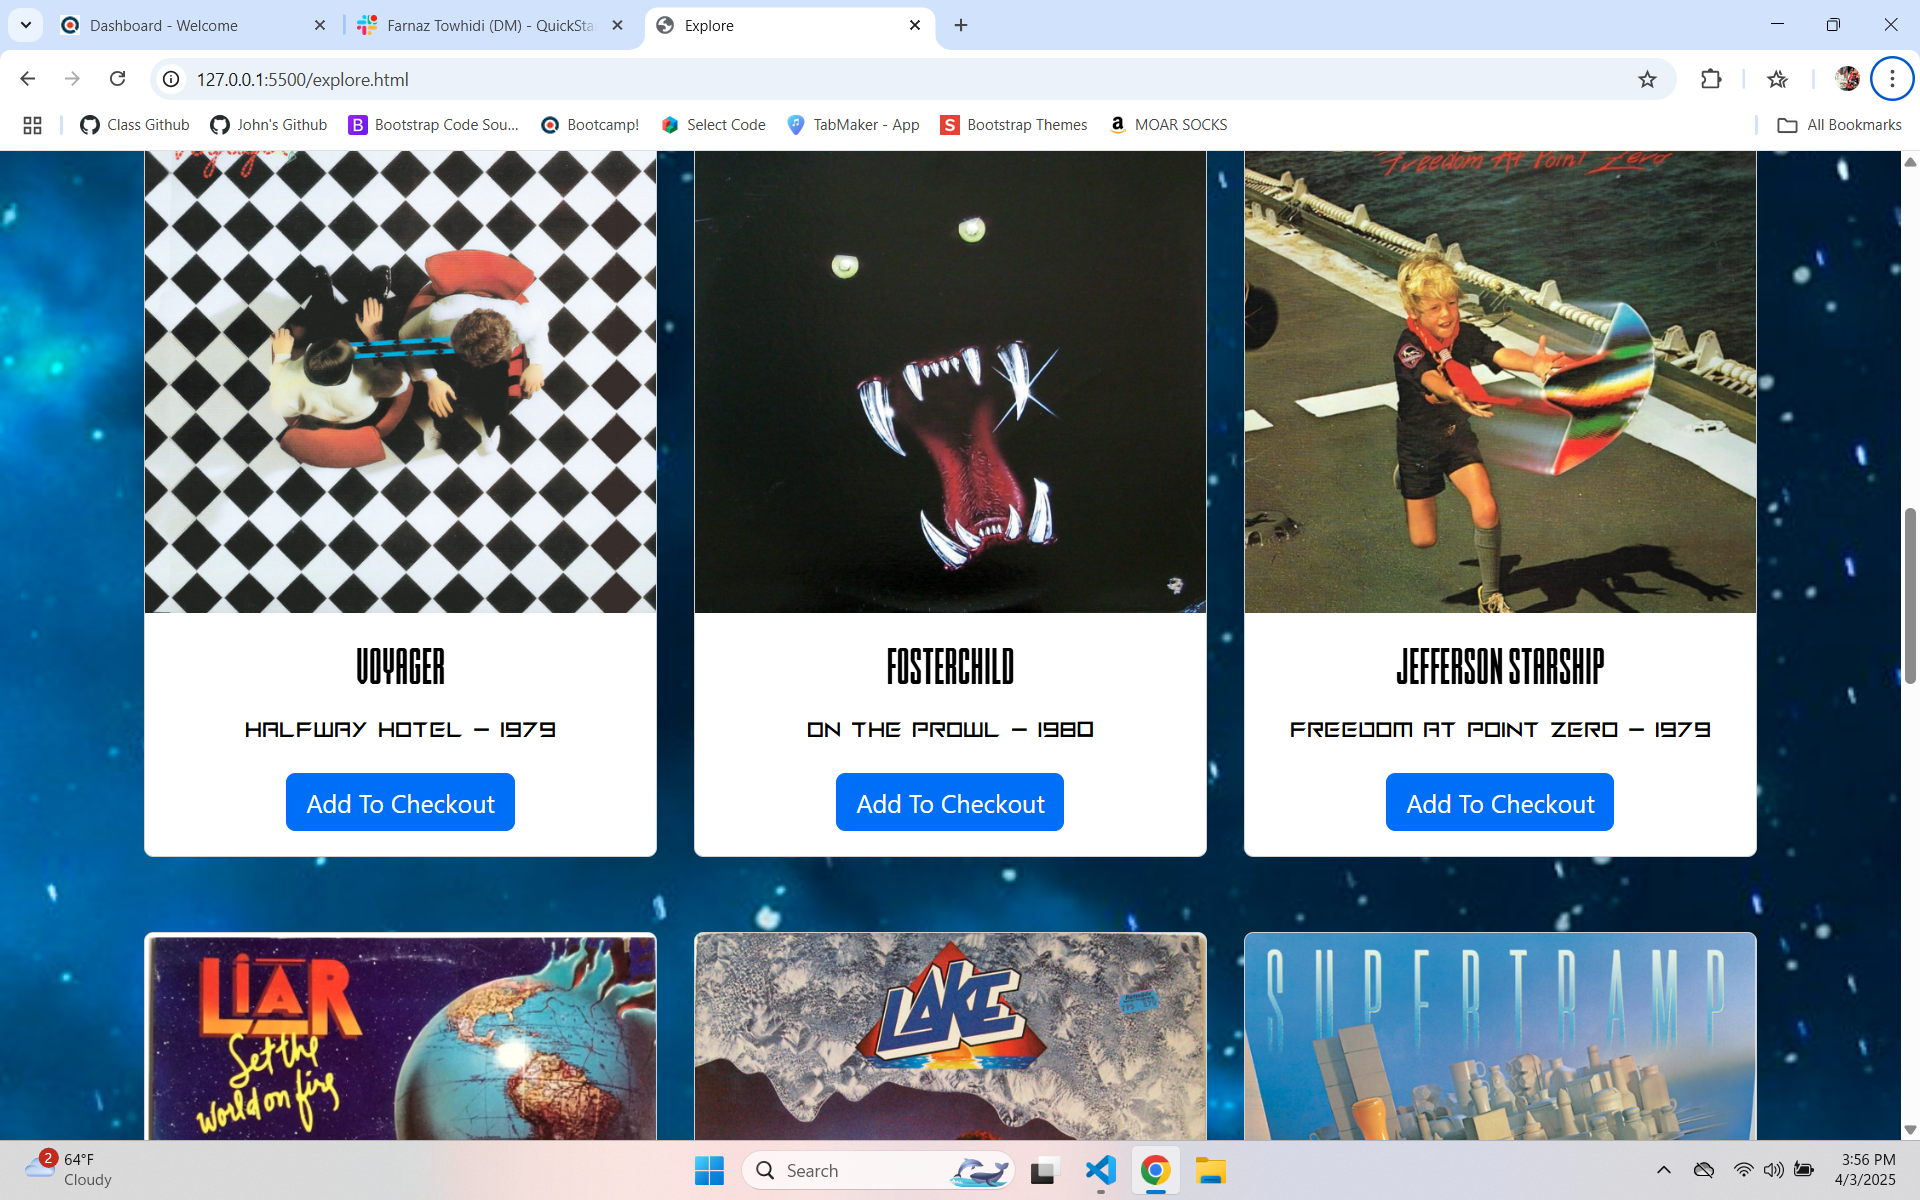 Dashboard - Welcome
Farnaz Towhidi (DM) - QuickSta
Explore
127.0.0.1:5500/explore.html
Class Github
John's Github
Bootstrap Code Sou...
Bootcamp!
Select Code
TabMaker - App
Bootstrap Themes
MOAR SOCKS
All Bookmarks
Freedom At Point Zero
VOYAGER
FOSTERCHILD
JEFFERSON STARSHIP
HALFWAY HOTEL – 1979
ON THE PROWL – 1980
FREEDOM AT POINT ZERO – 1979
Add To Checkout
Add To Checkout
Add To Checkout
LIAR
Set the
World on fire
LAKE
SUPERTRAMP
2
64°F
Cloudy
Search
3:56 PM
4/3/2025